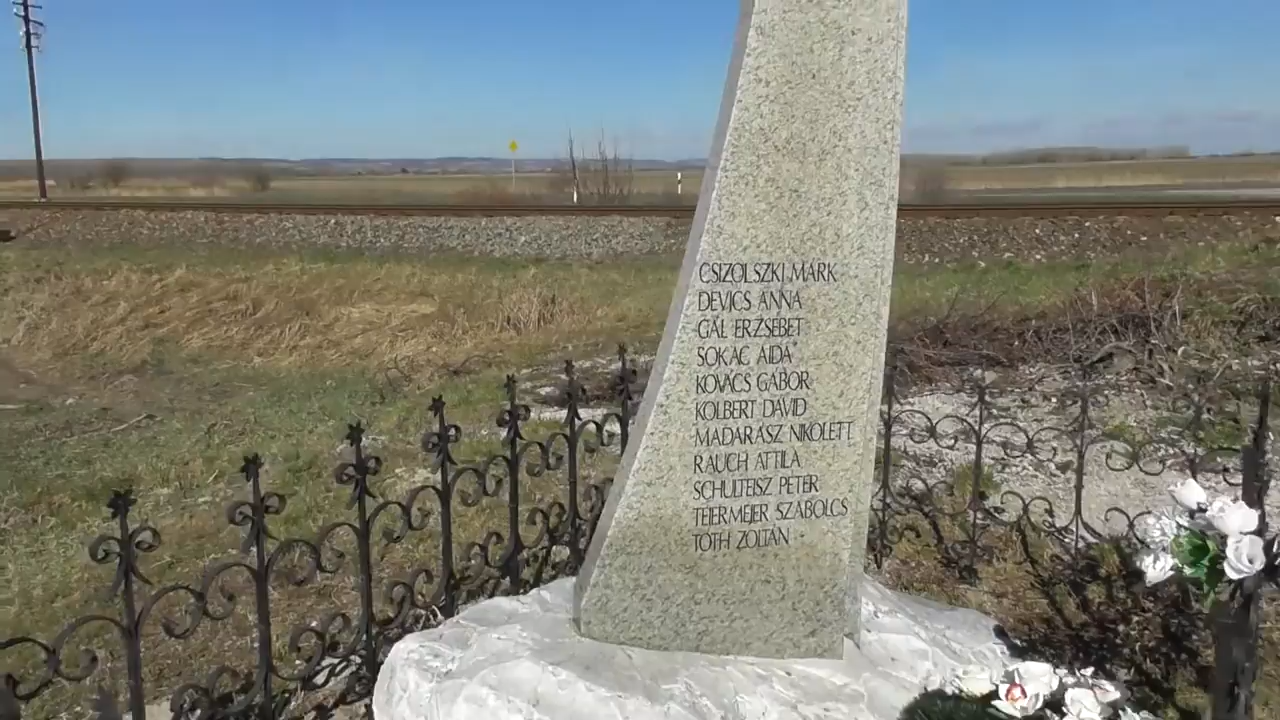 CSIZOLSZKI MÁRK
DEVICS ANNA
GÁL ERZSÉBET
SOKAC AIDA
KOVÁCS GÁBOR
KOLBERT DÁVID
MADARÁSZ NIKOLETT
RAUCH ATTILA
SCHULTEISZ PÉTER
TEIERMEJER SZABOLCS
TÓTH ZOLTÁN